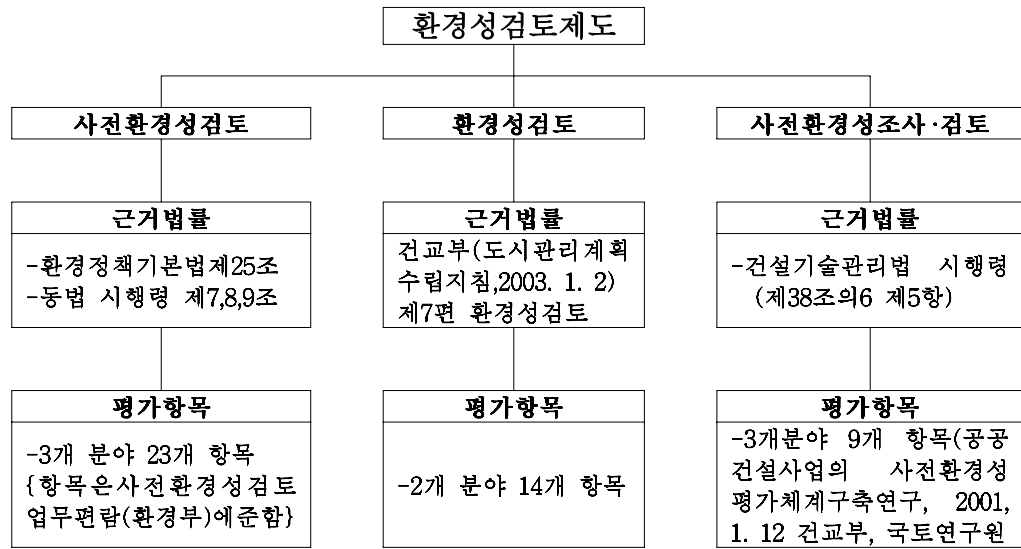 환경성검토제도
사전환경성검토
근거법률
-환경정책기본법제25조
-동법 시행령 제7,8,9조
평가항목
-3개 분야 23개 항목
{항목은사전환경성검토
업무편람(환경부)에준함}
환경성검토
근거법률
건교부(도시관리계획
수립지침,2003. 1. 2)
제7편 환경성검토
평가항목
-2개 분야 14개 항목
사전환경성조사·검토
근거법률
-건설기술관리법 시행령
(제38조의6 제5항)
평가항목
-3개분야 9개 항목(공공
건설사업의 사전환경성
평가체계구축연구, 2001,
1. 12 건교부, 국토연구원